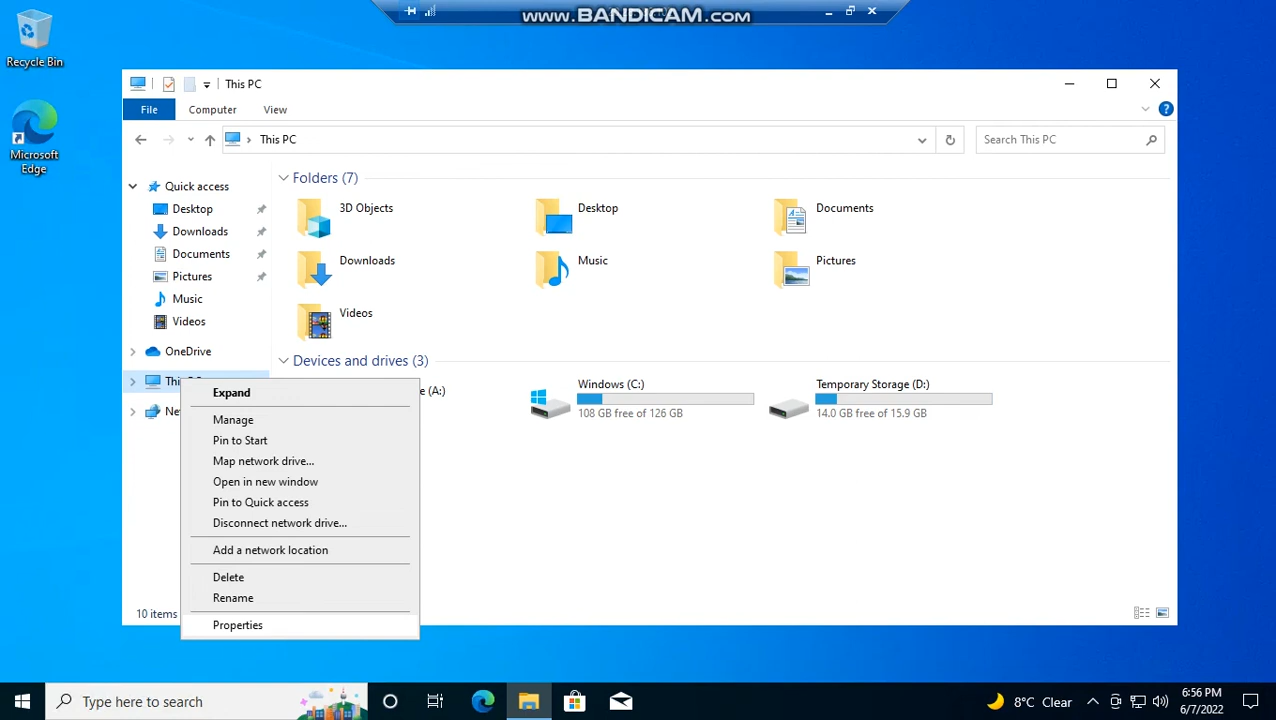 www.BANDICAM.com
Recycle Bin
Microsoft
Edge
This PC
File
Computer
View
This PC
Search This PC
Quick access
Desktop
Downloads
Documents
Pictures
Music
Videos
OneDrive
Folders (7)
3D Objects
Desktop
Documents
Downloads
Music
Pictures
Videos
Devices and drives (3)
(A:)
Windows (C:)
108 GB free of 126 GB
Temporary Storage (D:)
14.0 GB free of 15.9 GB
Expand
Manage
Pin to Start
Map network drive...
Open in new window
Pin to Quick access
Disconnect network drive...
Add a network location
Delete
Rename
Properties
10 items
Type here to search
8°C Clear
6:56 PM
6/7/2022